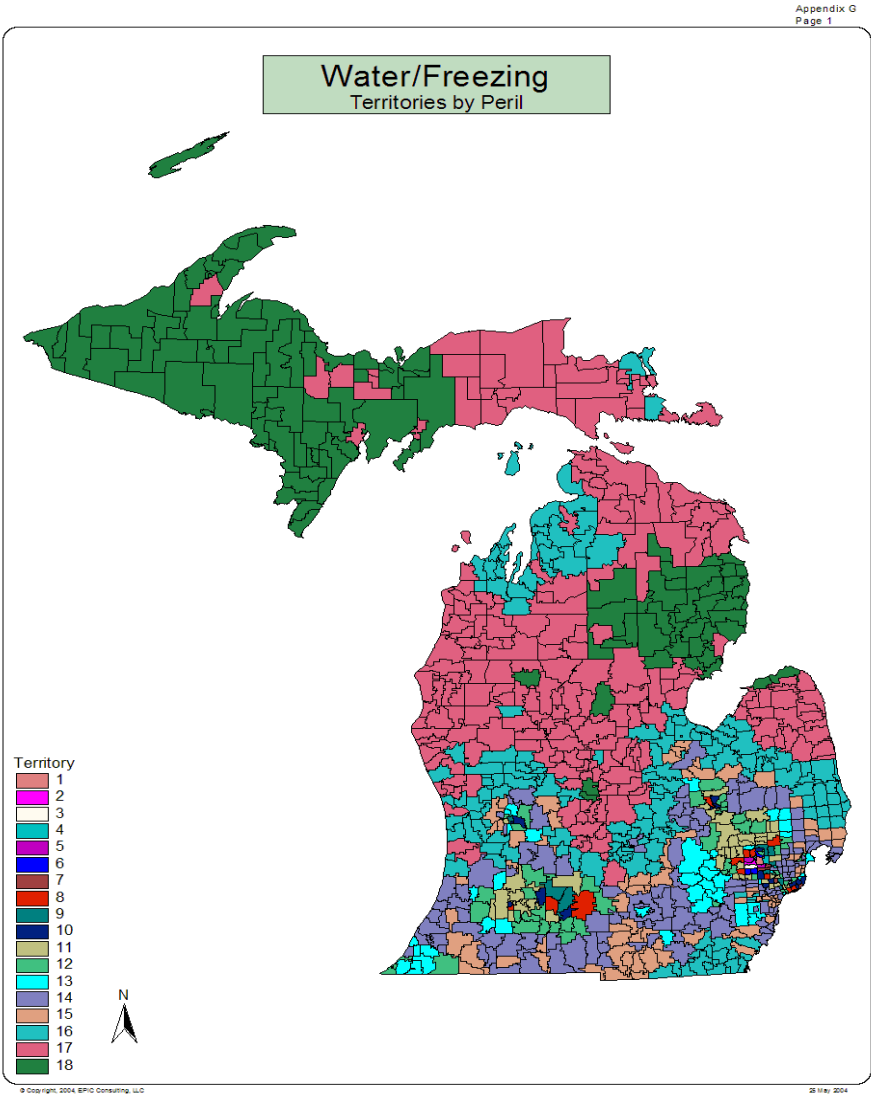 Appendix G
Page 1
Water/Freezing
Territories by Peril
Territory
1
2
3
4
5
6
7
8
9
10
11
12
13
14
15
16
17
18
N
© Copyright, 2004, EPIC Consulting, LLC
25 May 2004